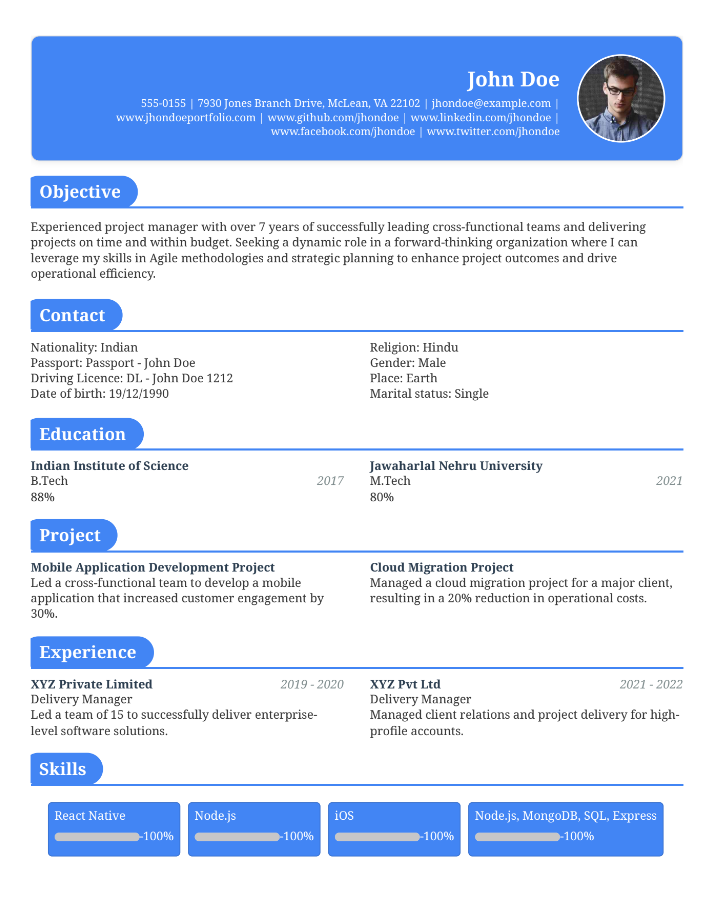 John Doe
555-0155 | 7930 Jones Branch Drive, McLean, VA 22102 | jhondoe@example.com |
www.jhondoeportfolio.com | www.github.com/jhondoe | www.linkedin.com/jhondoe |
www.facebook.com/jhondoe | www.twitter.com/jhondoe
Objective
Experienced project manager with over 7 years of successfully leading cross-functional teams and delivering
projects on time and within budget. Seeking a dynamic role in a forward-thinking organization where I can
leverage my skills in Agile methodologies and strategic planning to enhance project outcomes and drive
operational efficiency.
Contact
Nationality: Indian
Passport: Passport - John Doe
Driving Licence: DL - John Doe 1212
Date of birth: 19/12/1990
Religion: Hindu
Gender: Male
Place: Earth
Marital status: Single
Education
Indian Institute of Science
B.Tech 2017
88%
Jawaharlal Nehru University
M.Tech 2021
80%
Project
Mobile Application Development Project
Led a cross-functional team to develop a mobile
application that increased customer engagement by
30%.
Cloud Migration Project
Managed a cloud migration project for a major client,
resulting in a 20% reduction in operational costs.
Experience
XYZ Private Limited 2019 - 2020
Delivery Manager
Led a team of 15 to successfully deliver enterprise-
level software solutions.
XYZ Pvt Ltd 2021 - 2022
Delivery Manager
Managed client relations and project delivery for high-
profile accounts.
Skills
React Native
-100%
Node.js
-100%
iOS
-100%
Node.js, MongoDB, SQL, Express
-100%